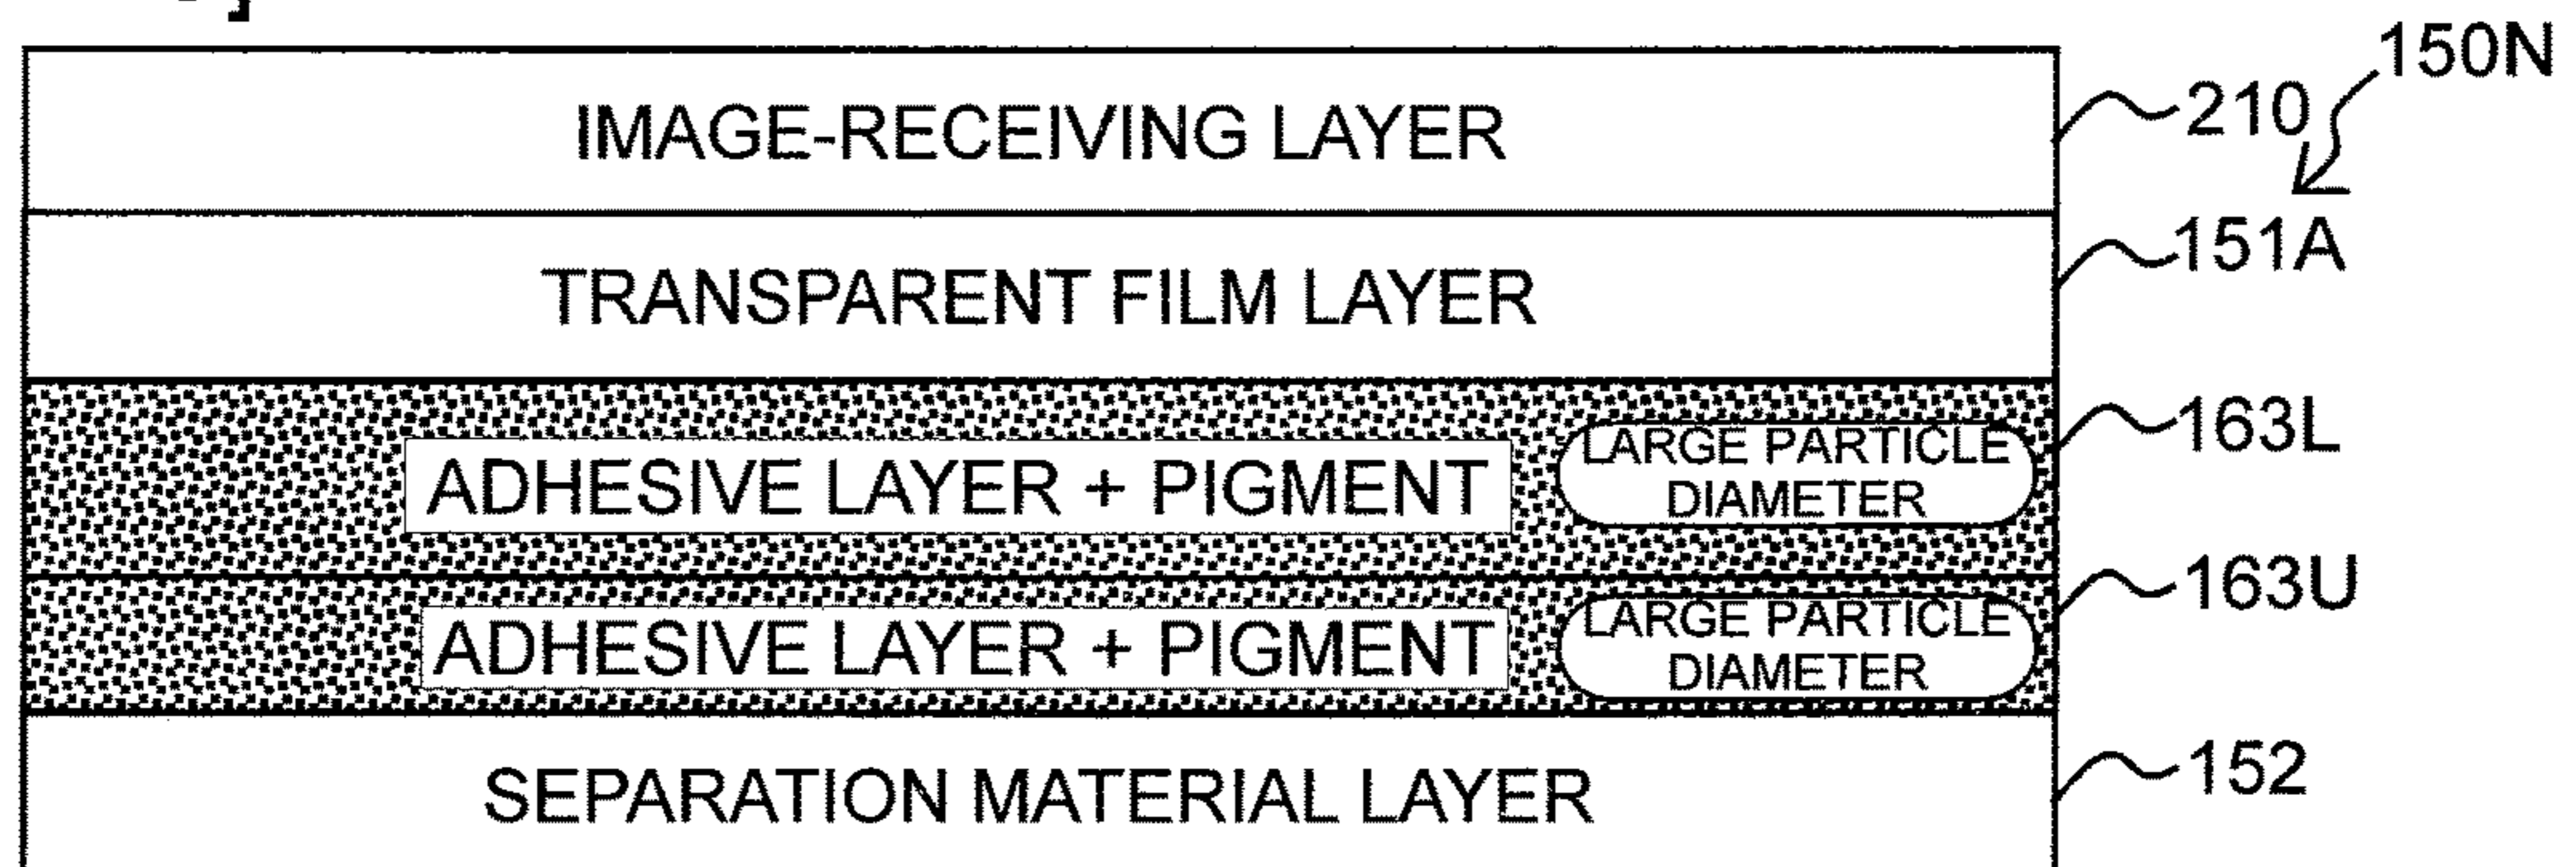 150N
IMAGE-RECEIVING LAYER
210
TRANSPARENT FILM LAYER
151A
ADHESIVE LAYER + PIGMENT
LARGE PARTICLE
DIAMETER
163L
ADHESIVE LAYER + PIGMENT
LARGE PARTICLE
DIAMETER
163U
SEPARATION MATERIAL LAYER
152